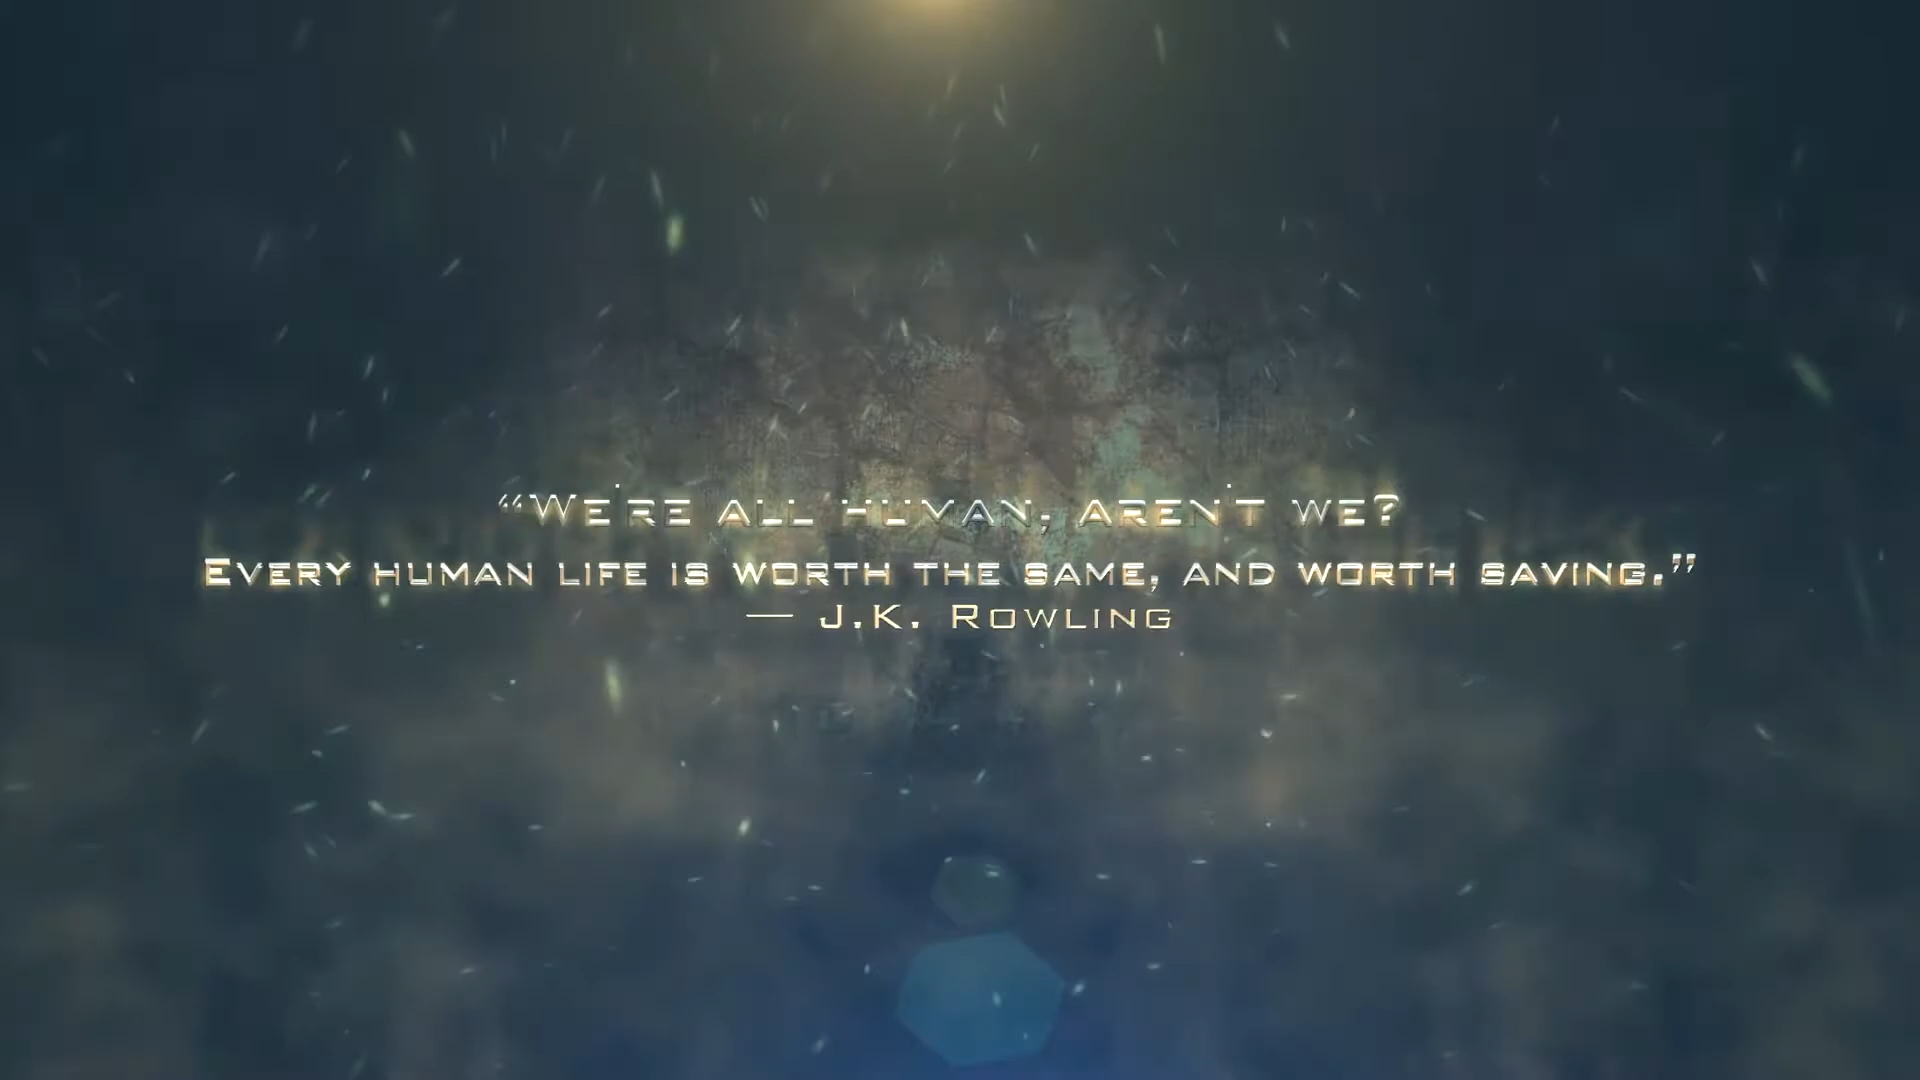 “We're all human, aren't we?
Every human life is worth the same, and worth saving.”
— J.K. Rowling